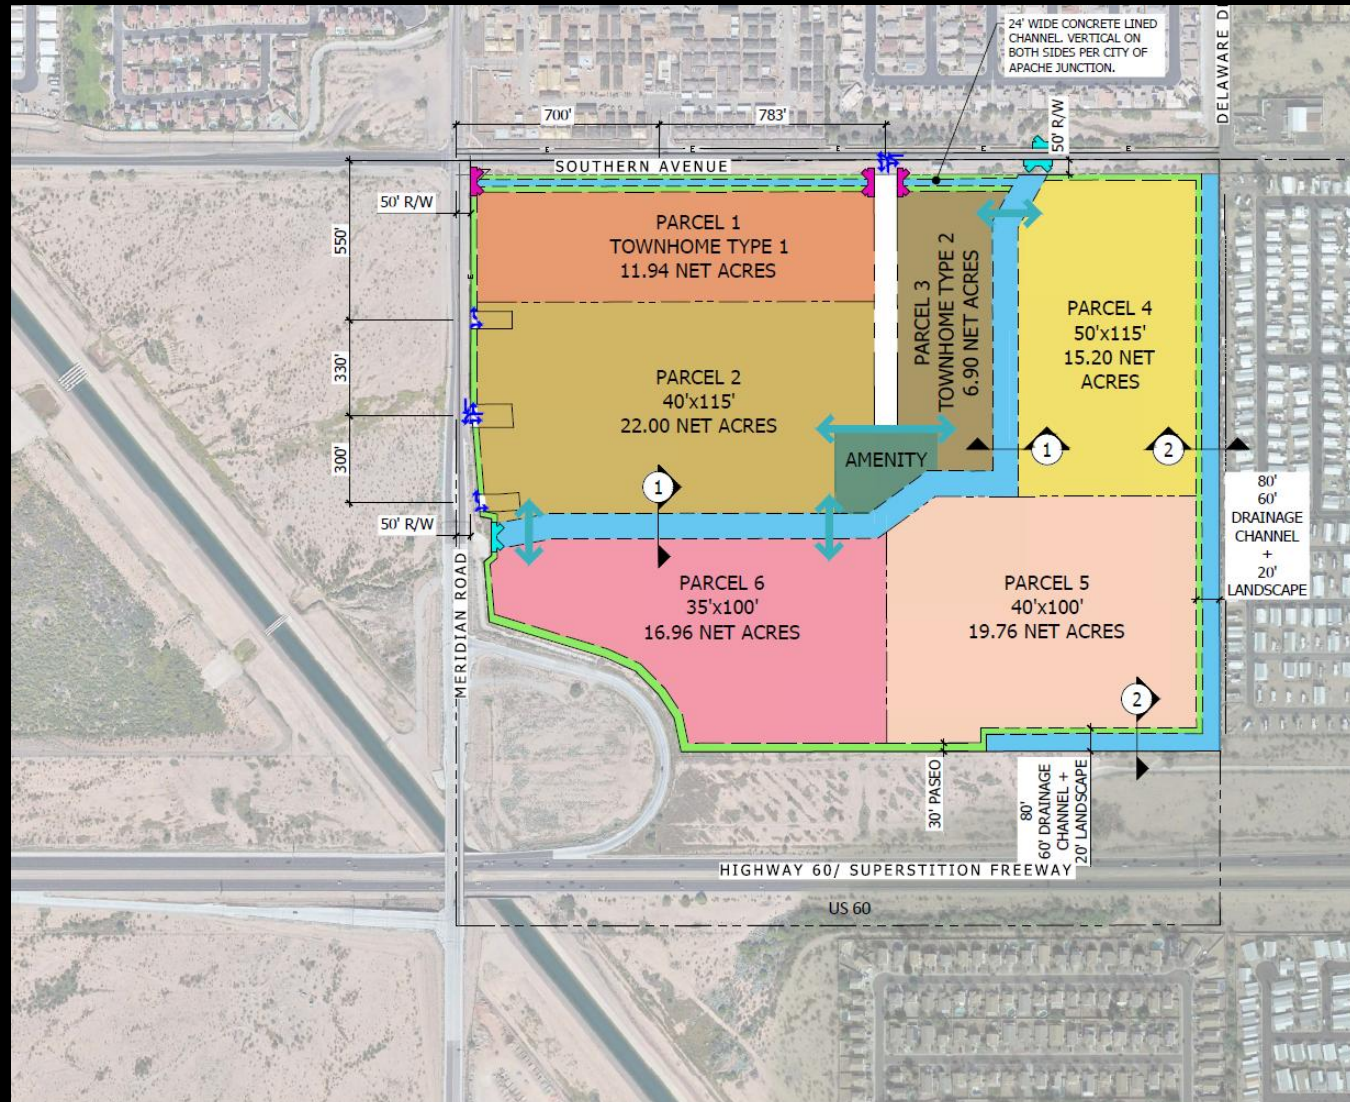 24' WIDE CONCRETE LINED
CHANNEL. VERTICAL ON
BOTH SIDES PER CITY OF
APACHE JUNCTION.
DELAWARE D
700'
783'
50' R/W
E
E
E
E
SOUTHERN AVENUE
50' R/W
550'
E
PARCEL 1
TOWNHOME TYPE 1
11.94 NET ACRES
PARCEL 3
TOWNHOME TYPE 2
6.90 NET ACRES
PARCEL 4
50'x115'
15.20 NET
ACRES
330'
PARCEL 2
40'x115'
22.00 NET ACRES
300'
AMENITY
1
2
1
80'
60'
DRAINAGE
CHANNEL
+
20'
LANDSCAPE
50' R/W
MERIDIAN ROAD
PARCEL 6
35'x100'
16.96 NET ACRES
PARCEL 5
40'x100'
19.76 NET ACRES
2
30' PASEO
80'
60' DRAINAGE
CHANNEL +
20' LANDSCAPE
HIGHWAY 60/ SUPERSTITION FREEWAY
US 60